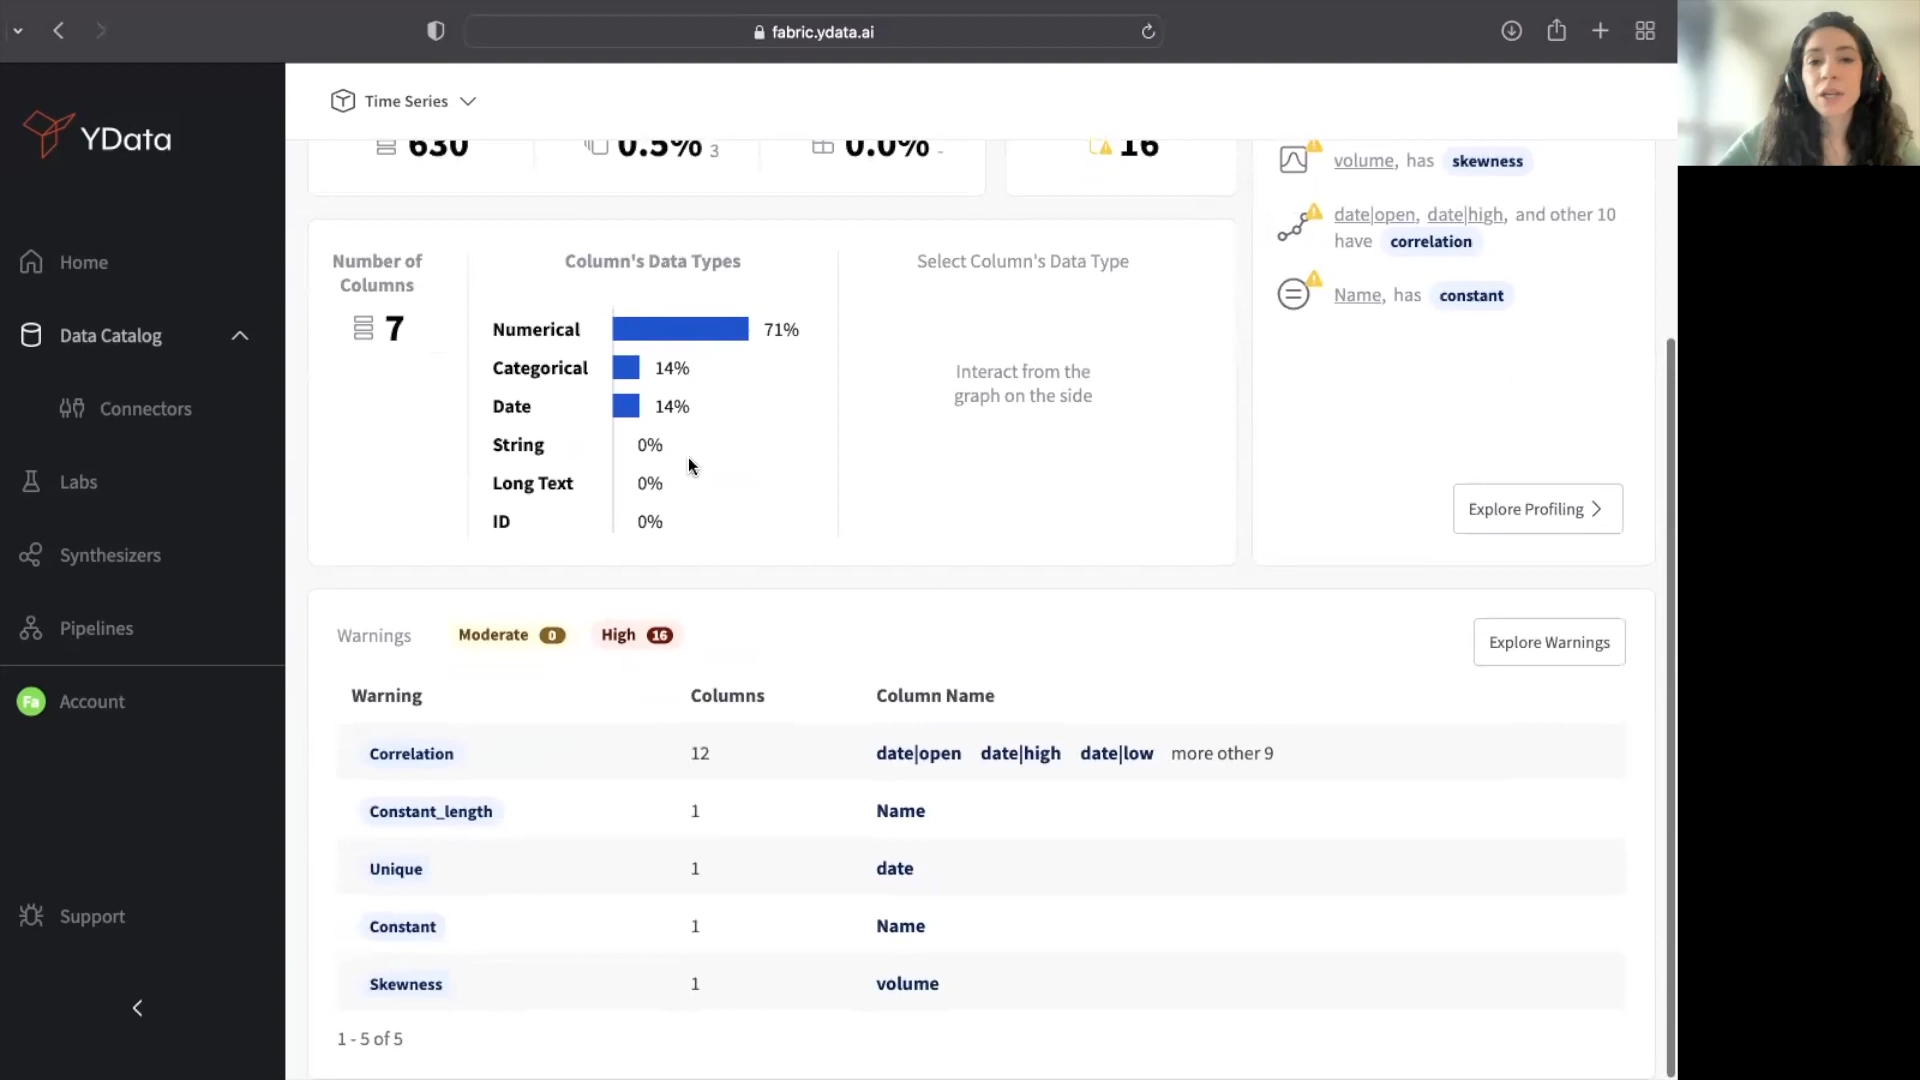 fabric.ydata.ai
YData
Home
Data Catalog
Connectors
Labs
Synthesizers
Pipelines
Fa Account
Support
Time Series
630
0.5% 3
0.0% -
16
Number of
Columns
7
Column's Data Types
Numerical 71%
Categorical 14%
Date 14%
String 0%
Long Text 0%
ID 0%
Select Column's Data Type
Interact from the
graph on the side
volume, has skewness
date|open, date|high, and other 10
have correlation
Name, has constant
Explore Profiling
Warnings Moderate 0 High 16
Explore Warnings
Warning Columns Column Name
Correlation 12 date|open date|high date|low more other 9
Constant_length 1 Name
Unique 1 date
Constant 1 Name
Skewness 1 volume
1 - 5 of 5